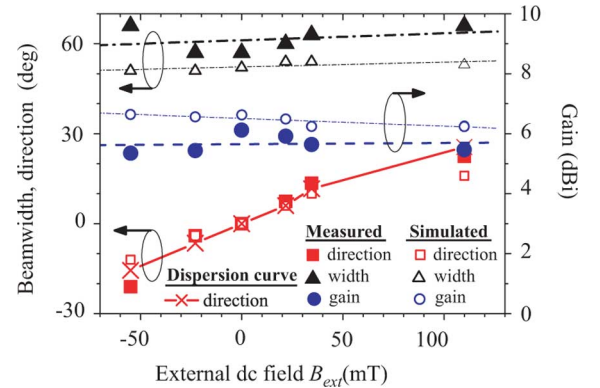 10
60
8
30
6
4
0
2
-30
0
Beamwidth, direction (deg)
Gain (dBi)
Measured
direction
width
gain
Simulated
direction
width
gain
Dispersion curve
direction
-50
0
50
100
External dc field Bext(mT)